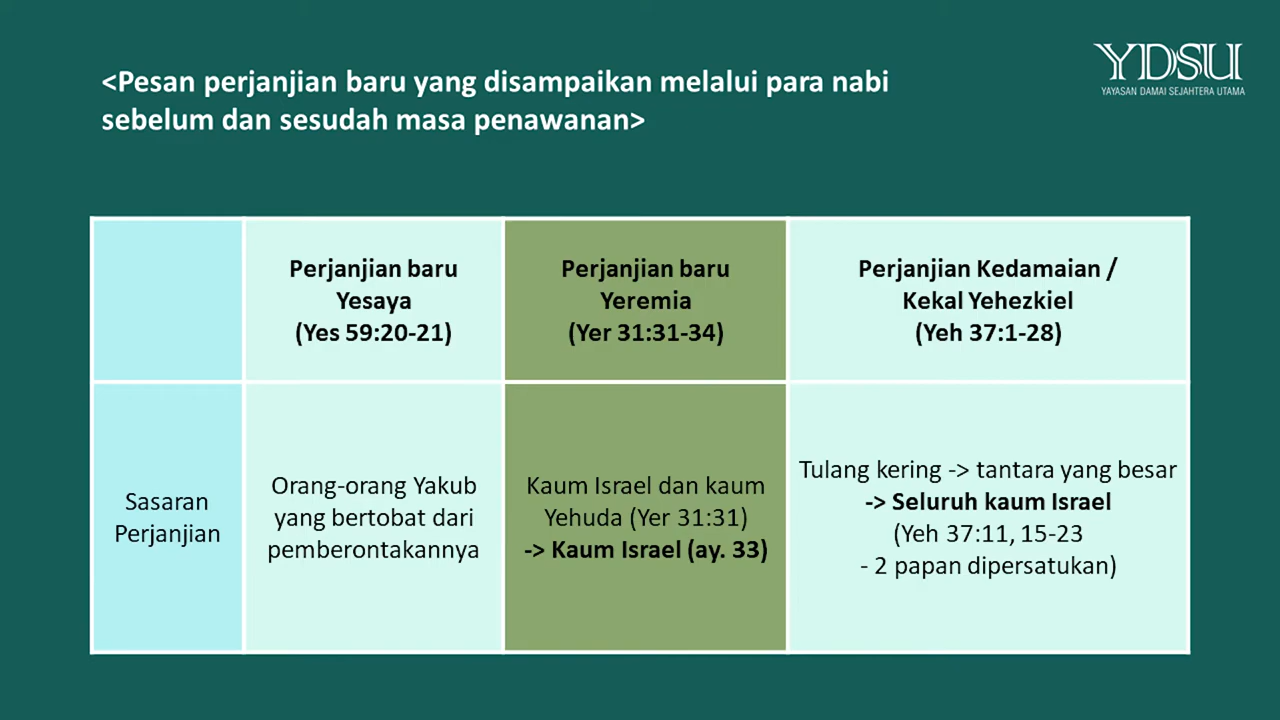 <Pesan perjanjian baru yang disampaikan melalui para nabi
sebelum dan sesudah masa penawanan>
YDSU
YAYASAN DAMAI SEJAHTERA UTAMA
Perjanjian baru
Yesaya
(Yes 59:20-21)
Perjanjian baru
Yeremia
(Yer 31:31-34)
Perjanjian Kedamaian /
Kekal Yehezkiel
(Yeh 37:1-28)
Sasaran
Perjanjian
Orang-orang Yakub
yang bertobat dari
pemberontakannya
Kaum Israel dan kaum
Yehuda (Yer 31:31)
-> Kaum Israel (ay. 33)
Tulang kering -> tantara yang besar
-> Seluruh kaum Israel
(Yeh 37:11, 15-23
- 2 papan dipersatukan)